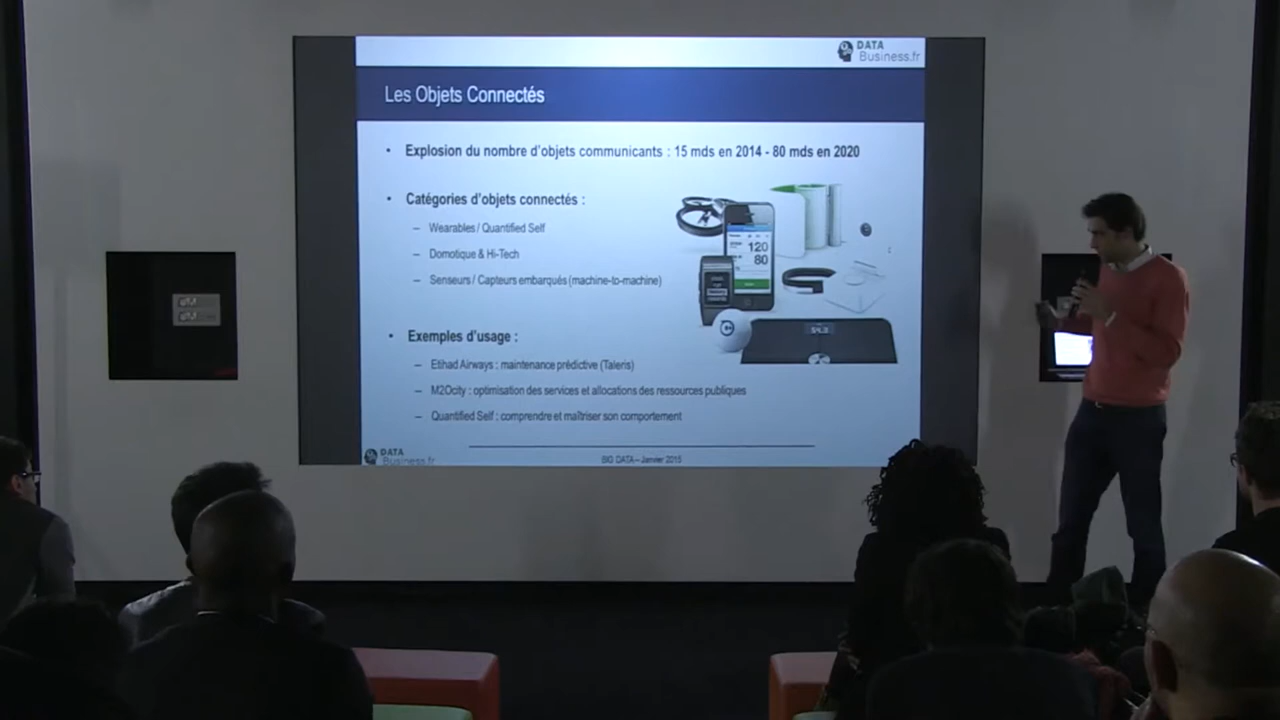 DATA
Business.fr
Les Objets Connectés
• Explosion du nombre d'objets communicants : 15 mds en 2014 - 80 mds en 2020
• Catégories d'objets connectés :
– Wearables / Quantified Self
– Domotique & Hi-Tech
– Senseurs / Capteurs embarqués (machine-to-machine)
120
80
54.3
• Exemples d'usage :
– Etihad Airways : maintenance prédictive (Taleris)
– M2Ocity : optimisation des services et allocations des ressources publiques
– Quantified Self : comprendre et maîtriser son comportement
DATA
Business.fr
BIG DATA – Janvier 2015